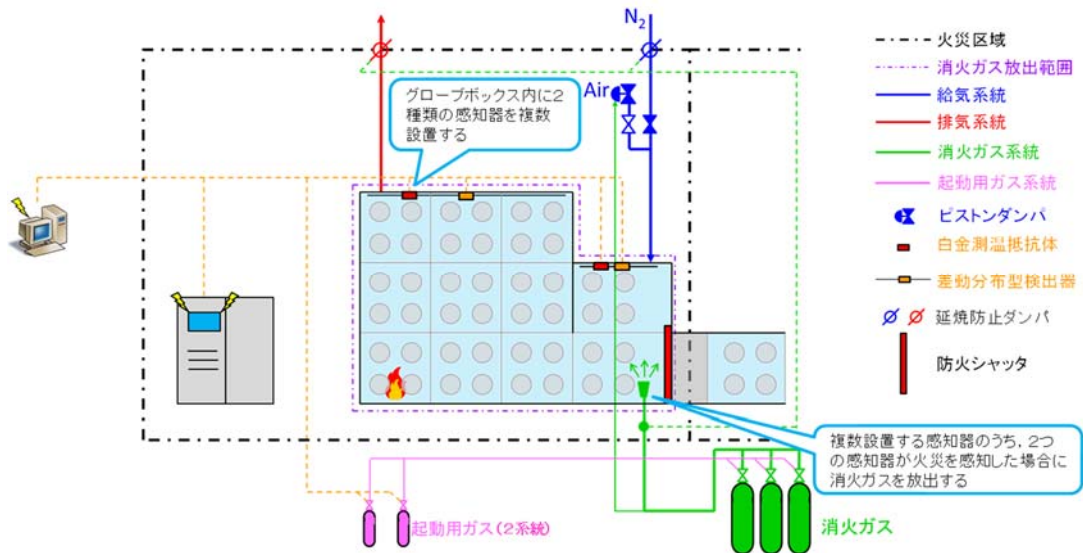 N₂
Air
グローブボックス内に2
種類の感知器を複数
設置する
火災区域
消火ガス放出範囲
給気系統
排気系統
消火ガス系統
起動用ガス系統
ピストンダンパ
白金測温抵抗体
差動分布型検出器
延焼防止ダンパ
防火シャッタ
複数設置する感知器のうち，2つ
の感知器が火災を感知した場合に
消火ガスを放出する
起動用ガス(2系統)
消火ガス